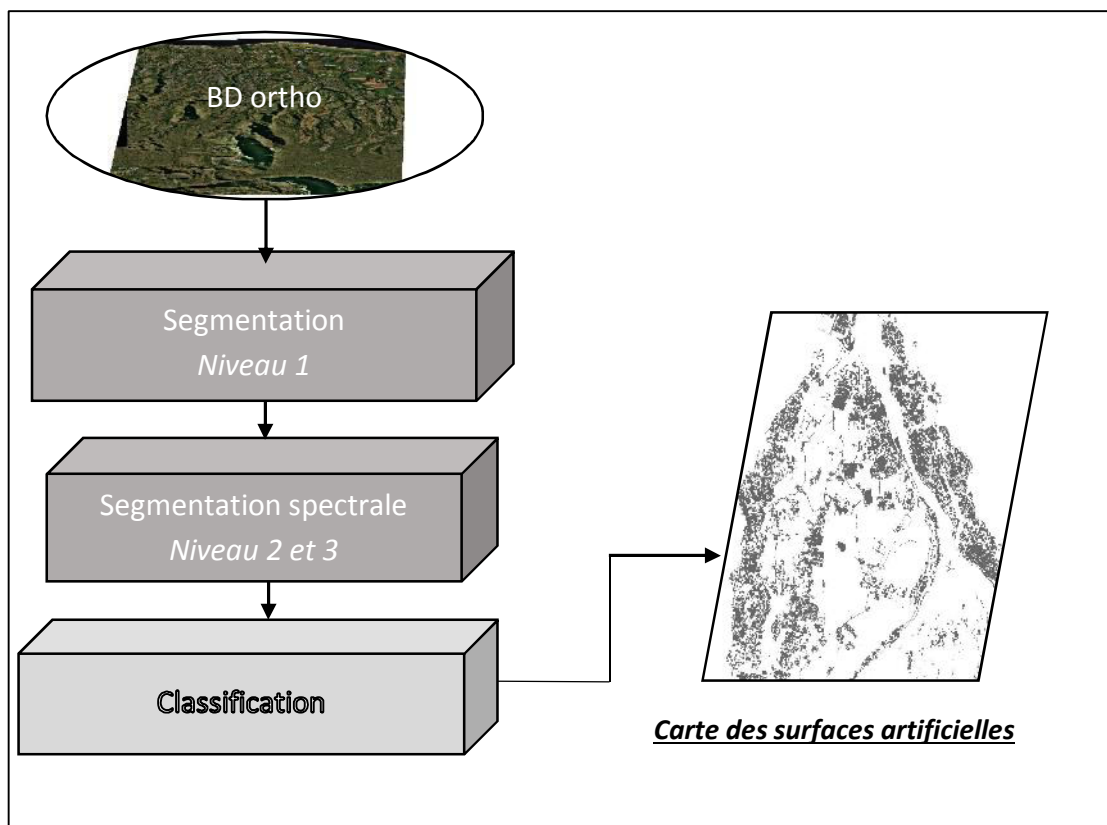 BD ortho
Segmentation
Niveau 1
Segmentation spectrale
Niveau 2 et 3
Classification
Carte des surfaces artificielles